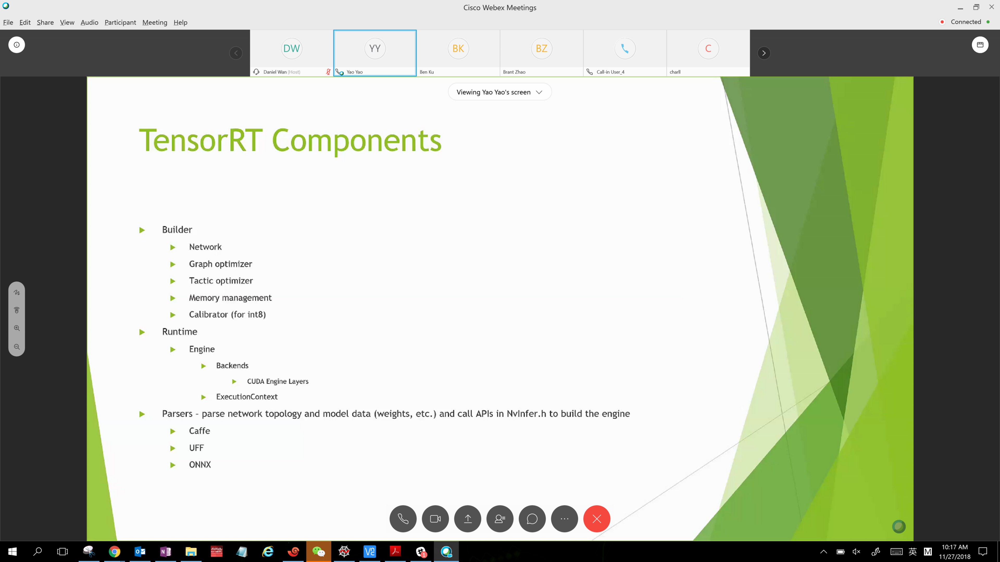 Cisco Webex Meetings
File Edit Share View Audio Participant Meeting Help
Connected
DW
YY
BK
BZ
C
Daniel Wan (Host)
Yao Yao
Ben Ku
Brant Zhao
Call-in User_4
charll
Viewing Yao Yao's screen
TensorRT Components
Builder
Network
Graph optimizer
Tactic optimizer
Memory management
Calibrator (for int8)
Runtime
Engine
Backends
CUDA Engine Layers
ExecutionContext
Parsers - parse network topology and model data (weights, etc.) and call APIs in NvInfer.h to build the engine
Caffe
UFF
ONNX
AVAYA
1
英
M
10:17 AM
11/27/2018